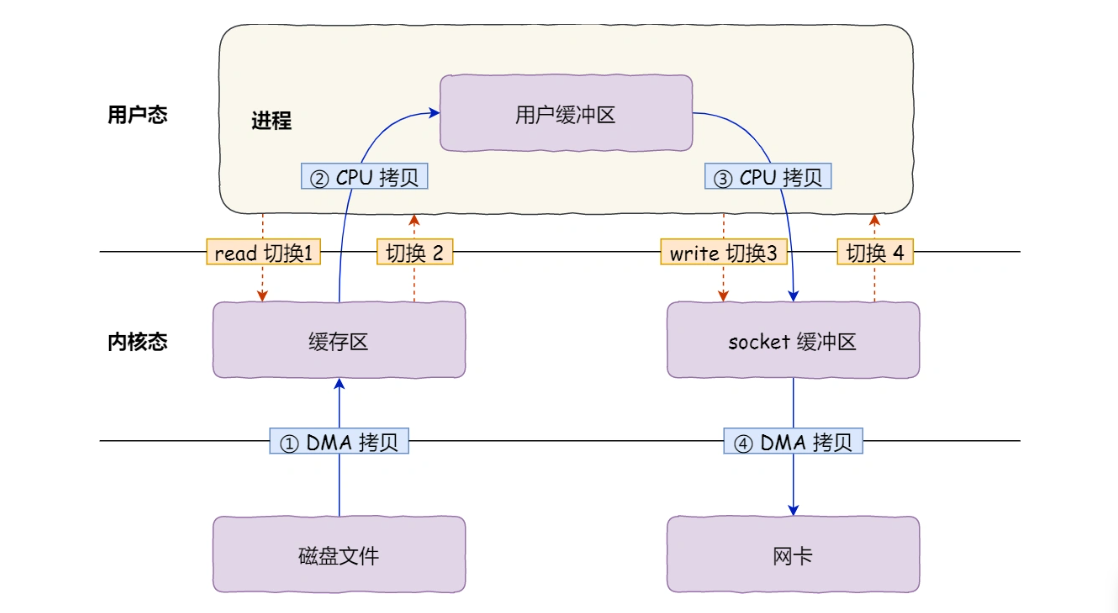 用户态
进程
用户缓冲区
② CPU 拷贝
③ CPU 拷贝
read 切换1
切换 2
write 切换3
切换 4
内核态
缓存区
socket 缓冲区
① DMA 拷贝
④ DMA 拷贝
磁盘文件
网卡